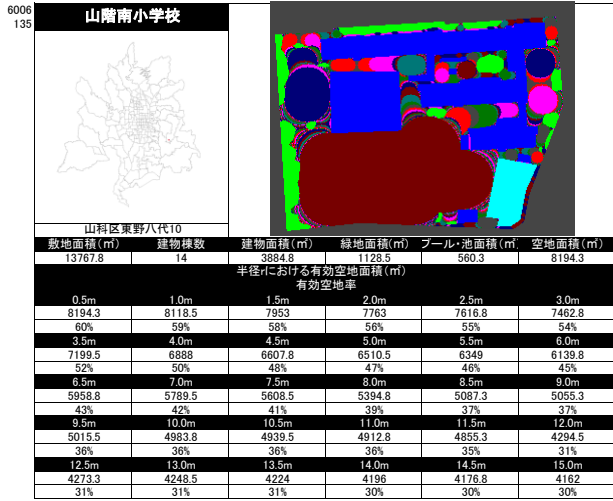 6006
135
山階南小学校
山科区東野八代10
敷地面積(㎡) 建物棟数 建物面積(㎡) 緑地面積(㎡) プール・池面積(㎡) 空地面積(㎡)
13767.8 14 3884.8 1128.5 560.3 8194.3
半径rにおける有効空地面積(㎡)
有効空地率
0.5m 1.0m 1.5m 2.0m 2.5m 3.0m
8194.3 8118.5 7953 7763 7616.8 7462.8
60% 59% 58% 56% 55% 54%
3.5m 4.0m 4.5m 5.0m 5.5m 6.0m
7199.5 6888 6607.8 6510.5 6349 6139.8
52% 50% 48% 47% 46% 45%
6.5m 7.0m 7.5m 8.0m 8.5m 9.0m
5958.8 5789.5 5608.5 5394.8 5087.3 5055.3
43% 42% 41% 39% 37% 37%
9.5m 10.0m 10.5m 11.0m 11.5m 12.0m
5015.5 4983.8 4939.5 4912.8 4855.3 4294.5
36% 36% 36% 36% 35% 31%
12.5m 13.0m 13.5m 14.0m 14.5m 15.0m
4273.3 4248.5 4224 4196 4176.8 4162
31% 31% 31% 30% 30% 30%